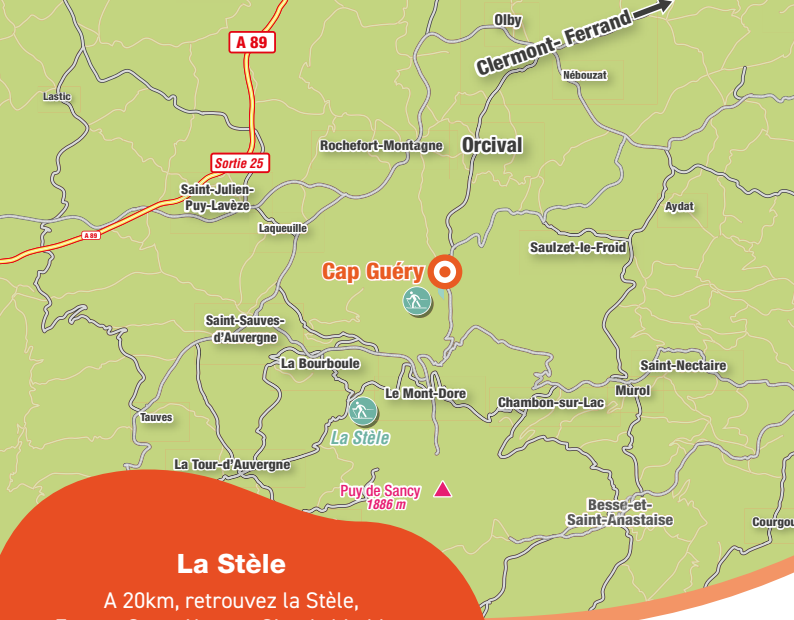 Olby
Clermont- Ferrand
A 89
Nébouzat
Lastic
Rochefort-Montagne
Orcival
Sortie 25
Saint-Julien-
Puy-Lavèze
Aydat
Laqueuille
A 89
Saulzet-le-Froid
Cap Guéry
Saint-Sauves-
d'Auvergne
La Bourboule
Saint-Nectaire
Le Mont-Dore
Murol
Chambon-sur-Lac
Tauves
La Stèle
La Tour-d'Auvergne
Puy de Sancy
1886 m
Besse-et-
Saint-Anastaise
La Stèle
A 20km, retrouvez la Stèle,